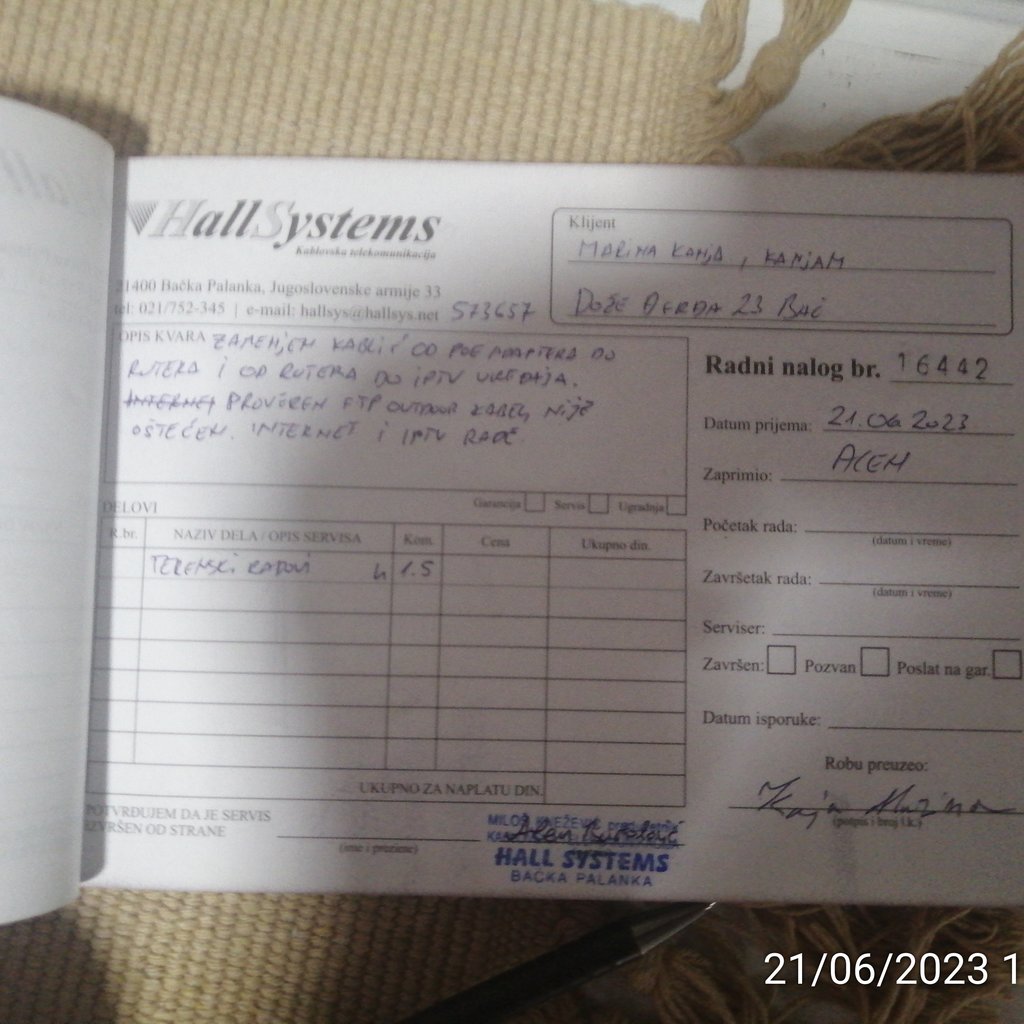 HallSystems
Kablovska telekomunikacija
21400 Bačka Palanka, Jugoslovenske armije 33
tel: 021/752-345 | e-mail: hallsys@hallsys.net 573657
Klijent
MARINA KANJA, KANJAM
DOŽE ĐERĐA 23 BAČ
OPIS KVARA ZAMENJEN KABLIĆ OD POE ADAPTERA DO
RUTERA I OD RUTERA DO IPTV UREĐAJA.
INTERNET PROVEREN FTP OUTDOOR KABEL, NIJE
OŠTEĆEN. INTERNET I IPTV RADE.
Radni nalog br. 16442
Datum prijema: 21.06 2023
Zaprimio: ALEN
Početak rada:
(datum i vreme)
Završetak rada:
(datum i vreme)
Serviser:
Završen: Pozvan Poslat na gar.
Datum isporuke:
Robu preuzeo:
(potpis i broj l.k.)
DELOVI
Garancija Servis Ugradnja
R.br. NAZIV DELA / OPIS SERVISA Kom. Cena Ukupno din.
TERENSKI RADOVI h 1.5
UKUPNO ZA NAPLATU DIN.
POTVRĐUJEM DA JE SERVIS
IZVRŠEN OD STRANE
(ime i prezime)
MILOŠ KNEŽEVIĆ
HALL SYSTEMS
BAČKA PALANKA
21/06/2023 1